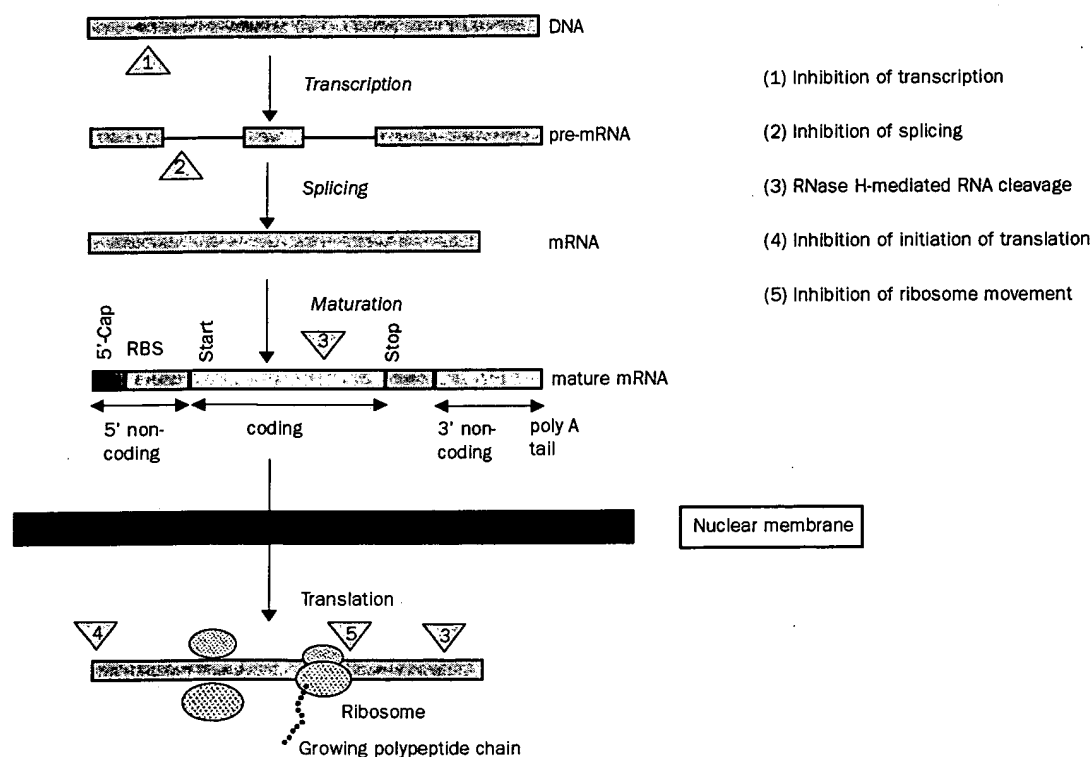 DNA
1
Transcription
(1) Inhibition of transcription
pre-mRNA
(2) Inhibition of splicing
2
Splicing
(3) RNase H-mediated RNA cleavage
mRNA
(4) Inhibition of initiation of translation
Maturation
(5) Inhibition of ribosome movement
5'-Cap
RBS
Start
3
Stop
mature mRNA
5' non-
coding
coding
3' non-
coding
poly A
tail
Nuclear membrane
Translation
4
5
3
Ribosome
Growing polypeptide chain